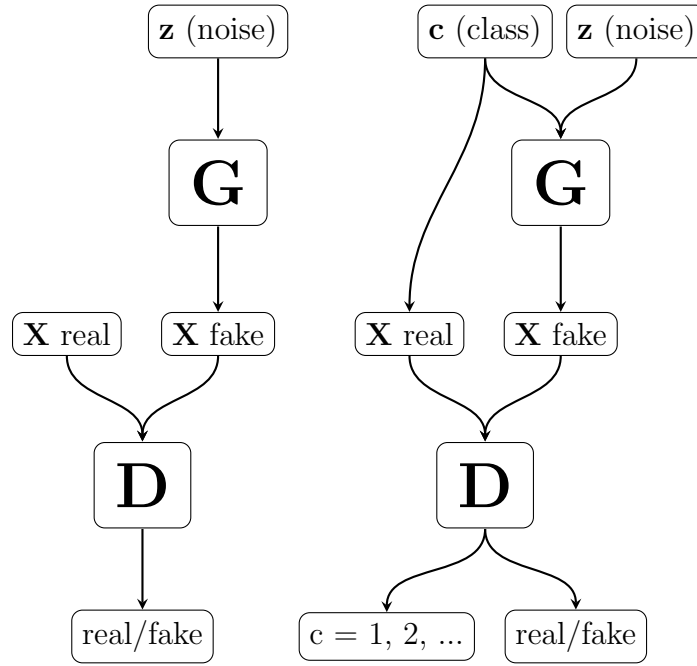 z (noise)
G
X real
X fake
D
real/fake
c (class)
z (noise)
G
X real
X fake
D
c = 1, 2, ...
real/fake